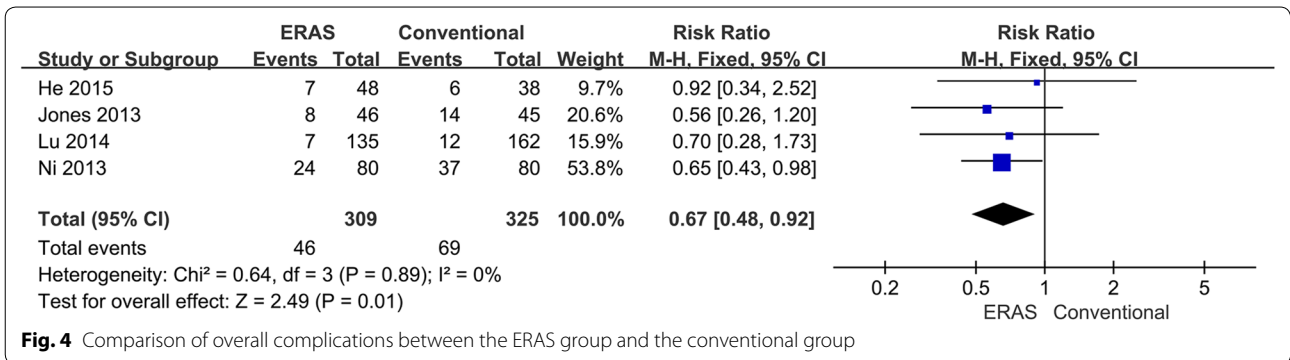 ERAS Conventional Risk Ratio Risk Ratio
Study or Subgroup Events Total Events Total Weight M-H, Fixed, 95% CI M-H, Fixed, 95% CI
He 2015 7 48 6 38 9.7% 0.92 [0.34, 2.52]
Jones 2013 8 46 14 45 20.6% 0.56 [0.26, 1.20]
Lu 2014 7 135 12 162 15.9% 0.70 [0.28, 1.73]
Ni 2013 24 80 37 80 53.8% 0.65 [0.43, 0.98]
Total (95% CI) 309 325 100.0% 0.67 [0.48, 0.92]
Total events 46 69
Heterogeneity: Chi² = 0.64, df = 3 (P = 0.89); I² = 0%
Test for overall effect: Z = 2.49 (P = 0.01)
0.2 0.5 1 2 5
ERAS Conventional
Fig. 4 Comparison of overall complications between the ERAS group and the conventional group